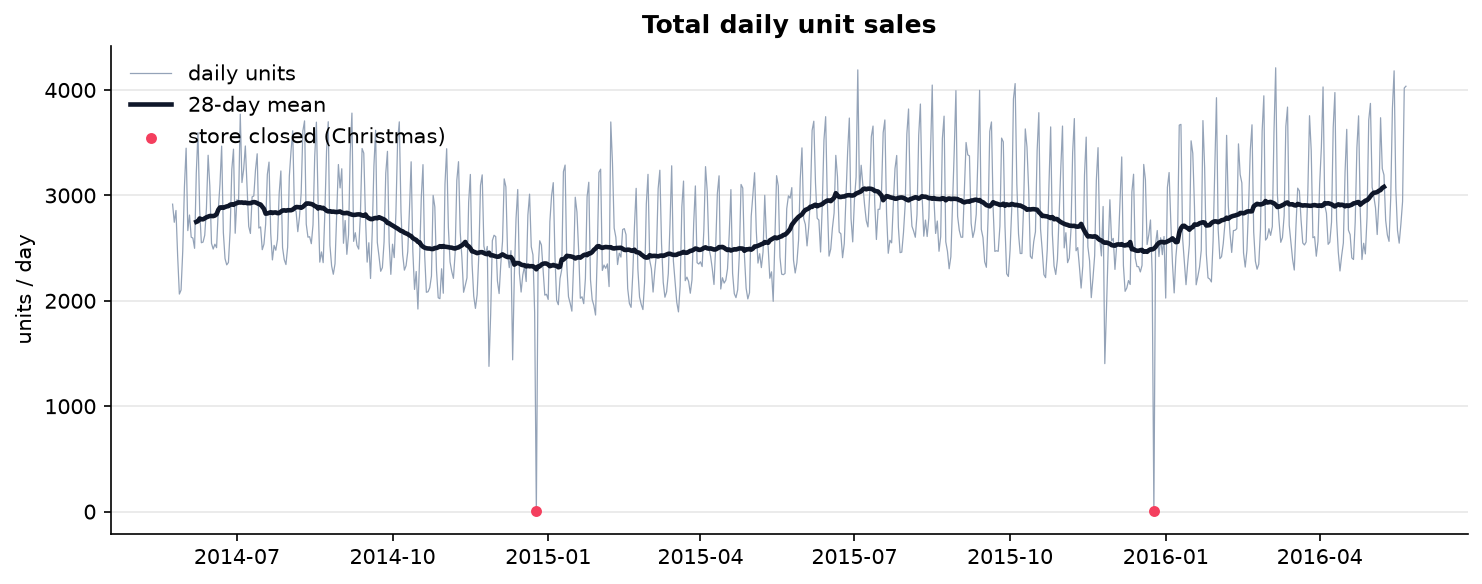 Total daily unit sales
daily units
28-day mean
store closed (Christmas)
units / day
4000
3000
2000
1000
0
2014-07
2014-10
2015-01
2015-04
2015-07
2015-10
2016-01
2016-04